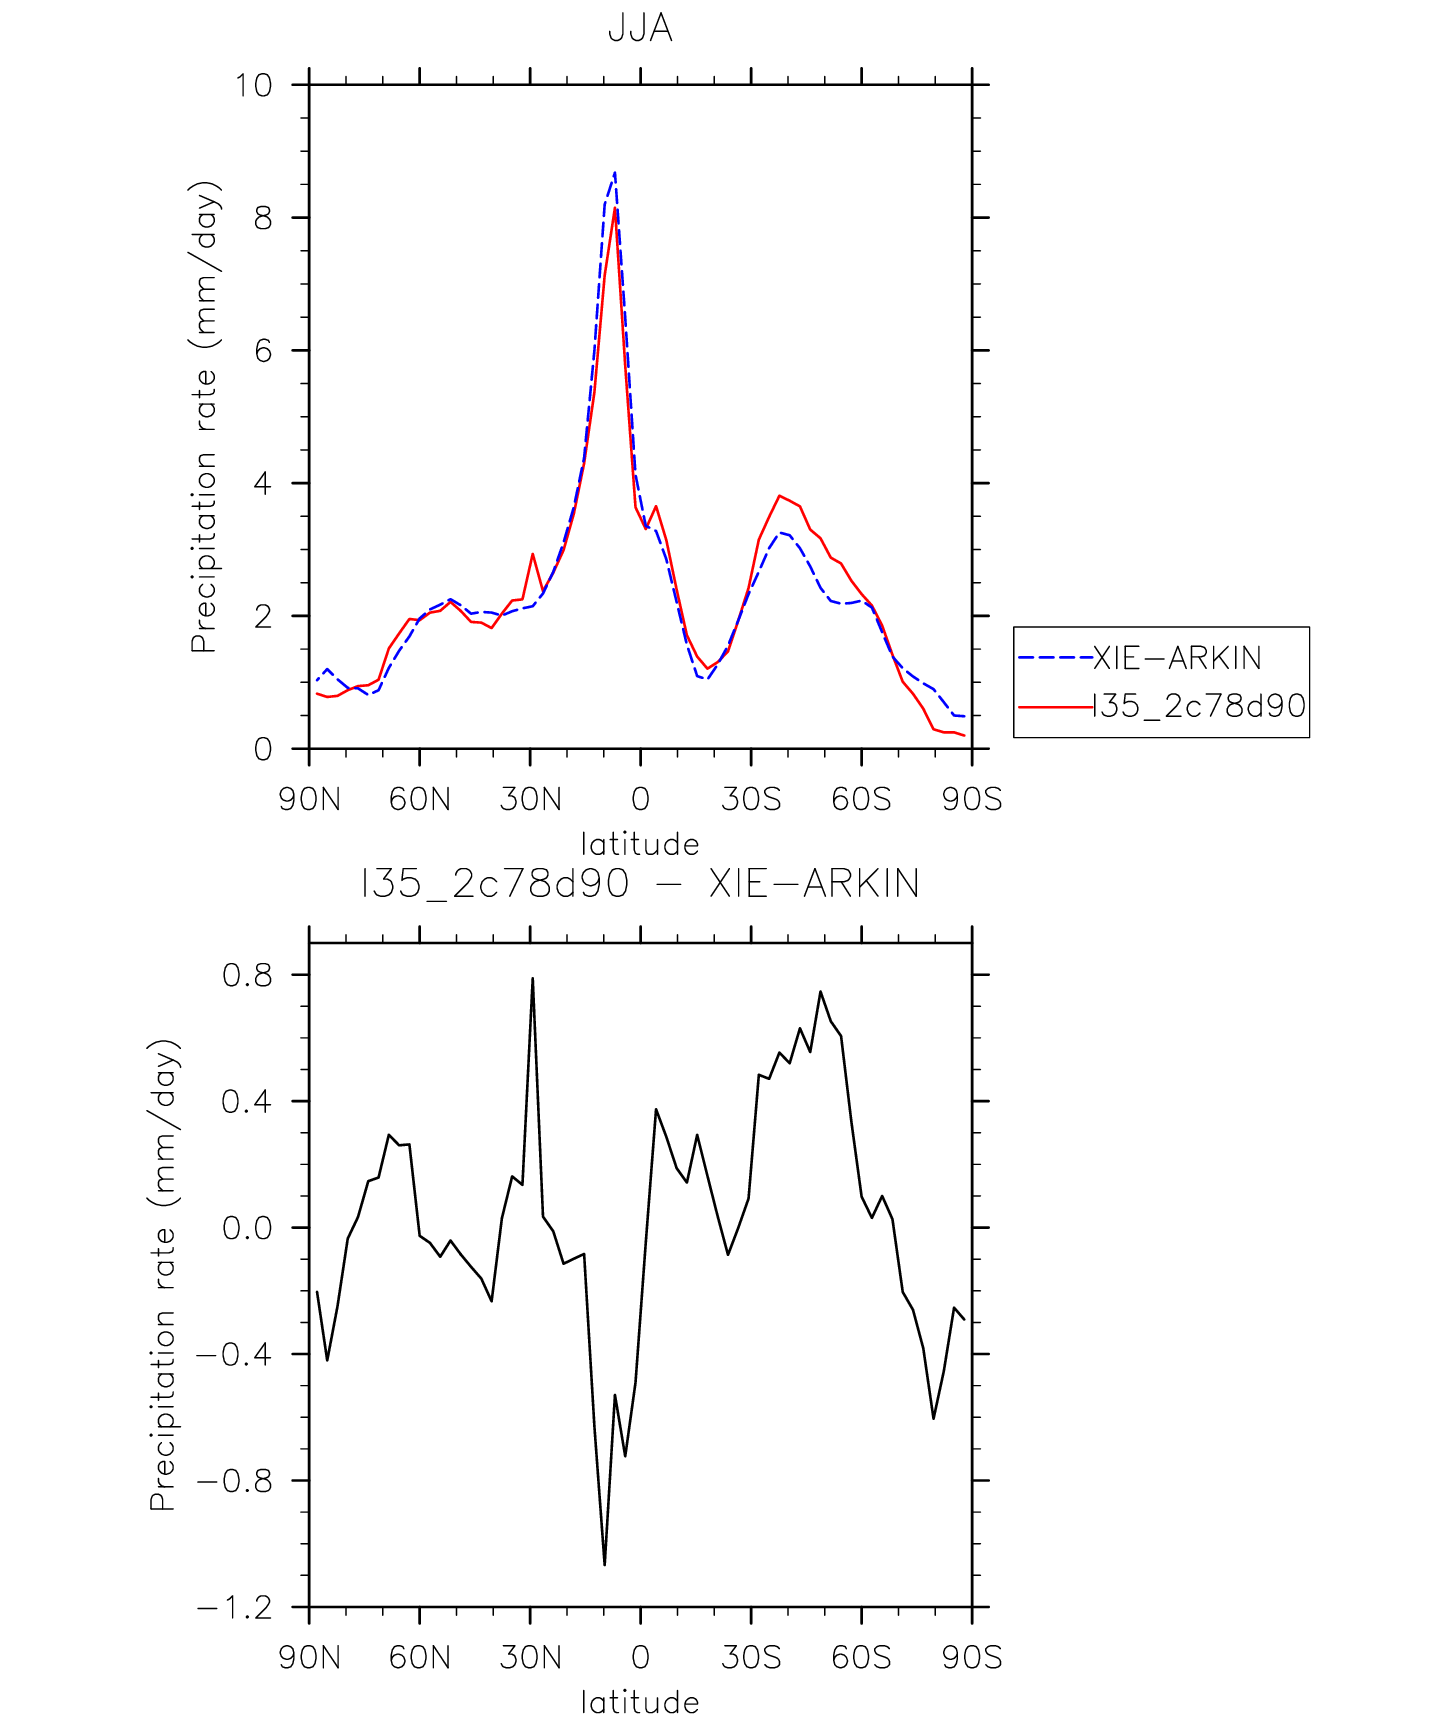 JJA
Precipitation rate (mm/day)
10
8
6
4
2
0
90N 60N 30N 0 30S 60S 90S
latitude
XIE-ARKIN
I35_2c78d90
I35_2c78d90 - XIE-ARKIN
Precipitation rate (mm/day)
0.8
0.4
0.0
-0.4
-0.8
-1.2
90N 60N 30N 0 30S 60S 90S
latitude